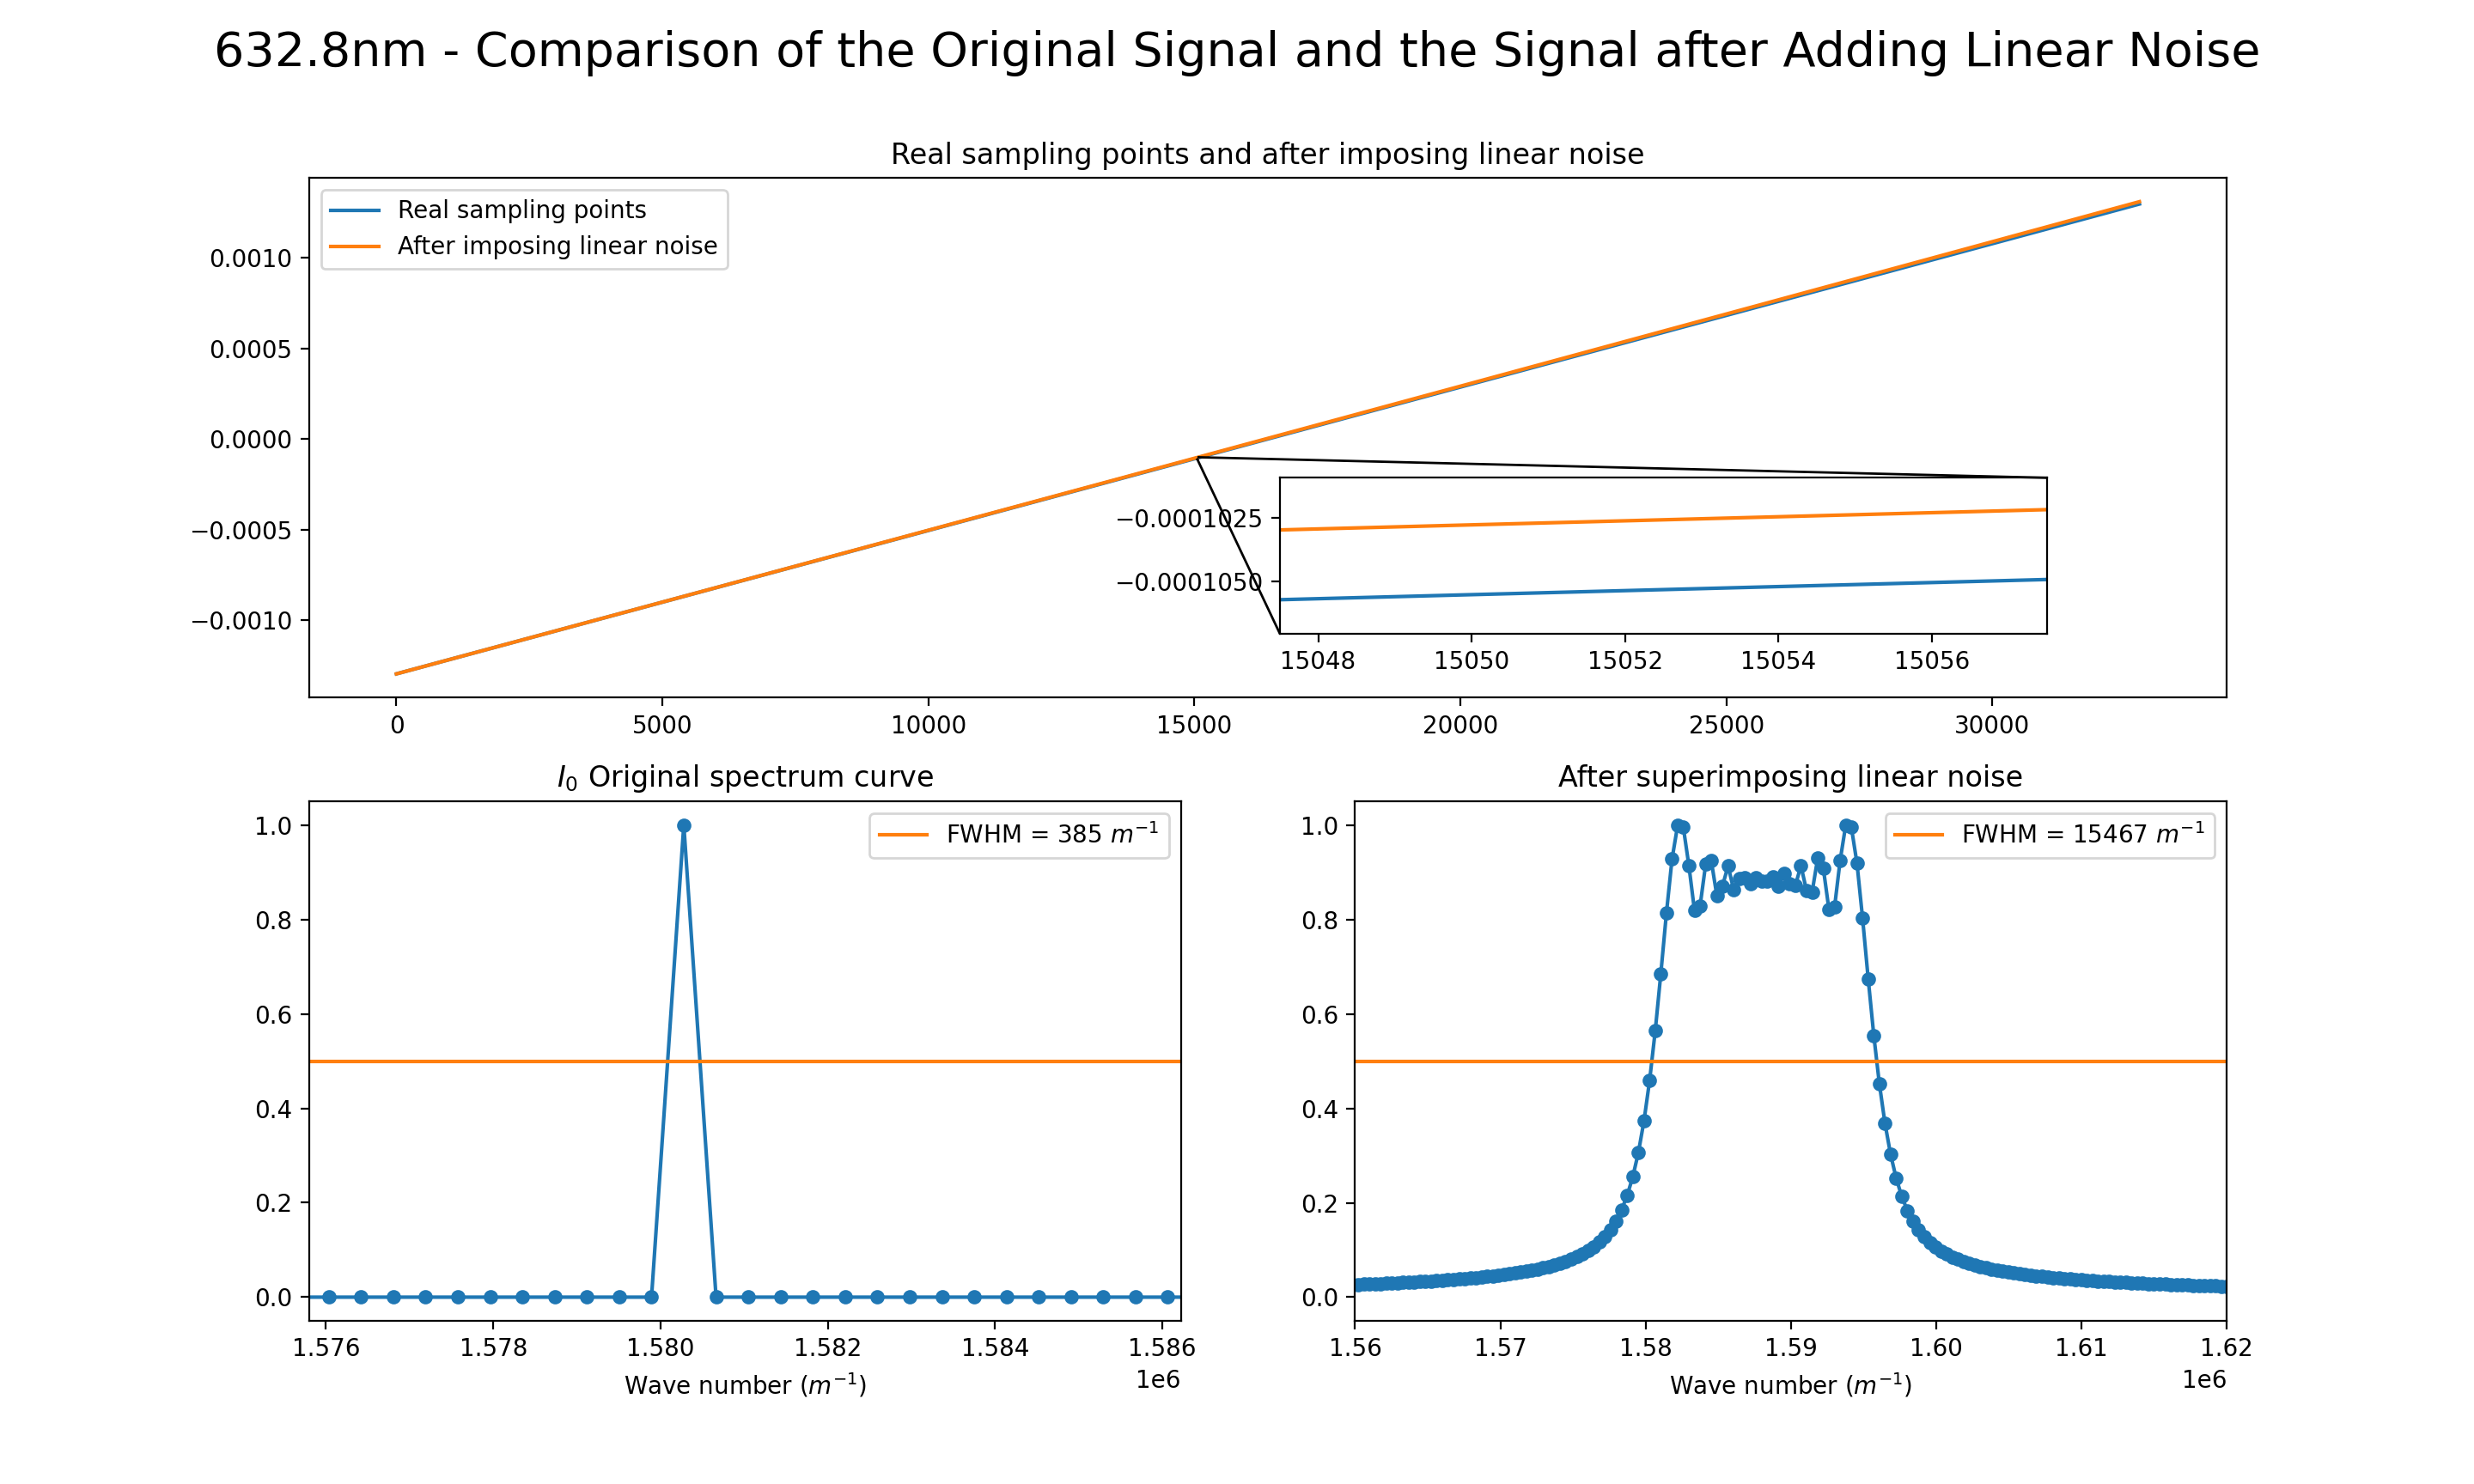 632.8nm - Comparison of the Original Signal and the Signal after Adding Linear Noise
Real sampling points and after imposing linear noise
Real sampling points
After imposing linear noise
0.0010
0.0005
0.0000
−0.0005
−0.0010
−0.0001025
−0.0001050
15048 15050 15052 15054 15056
0 5000 10000 15000 20000 25000 30000
I₀ Original spectrum curve
FWHM = 385 m⁻¹
1.0
0.8
0.6
0.4
0.2
0.0
1.576 1.578 1.580 1.582 1.584 1.586
1e6
Wave number (m⁻¹)
After superimposing linear noise
FWHM = 15467 m⁻¹
1.0
0.8
0.6
0.4
0.2
0.0
1.56 1.57 1.58 1.59 1.60 1.61 1.62
1e6
Wave number (m⁻¹)